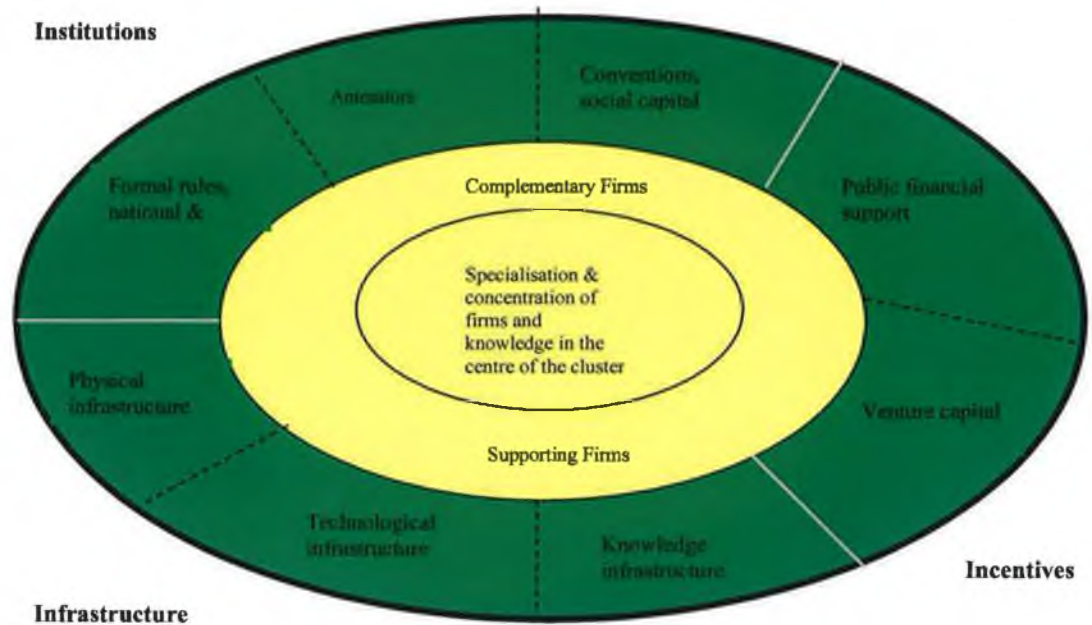 Institutions
Conventions,
social capital
Animators
Formal rules,
national &
Complementary Firms
Public financial
support
Specialisation &
concentration of
firms and
knowledge in the
centre of the cluster
Physical
infrastructure
Venture capital
Supporting Firms
Technological
infrastructure
Knowledge
infrastructure
Incentives
Infrastructure